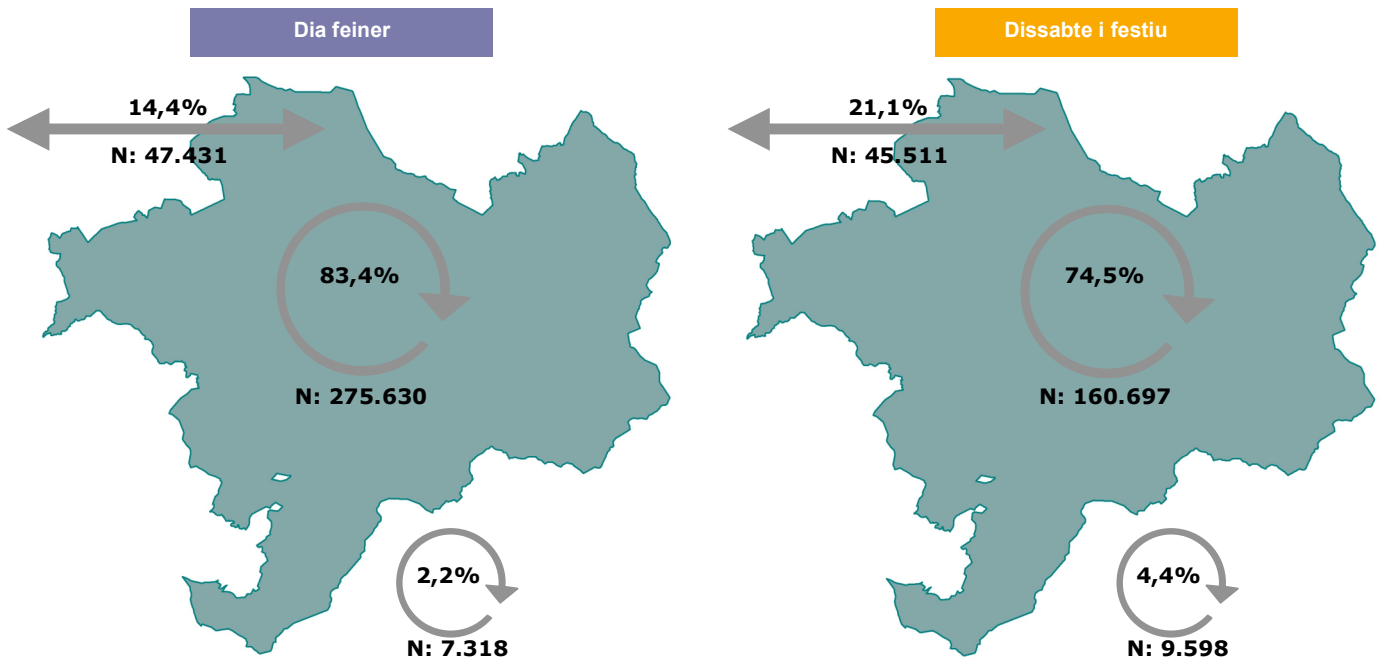 Dia feiner
14,4%
N: 47.431
83,4%
N: 275.630
2,2%
N: 7.318
Dissabte i festiu
21,1%
N: 45.511
74,5%
N: 160.697
4,4%
N: 9.598